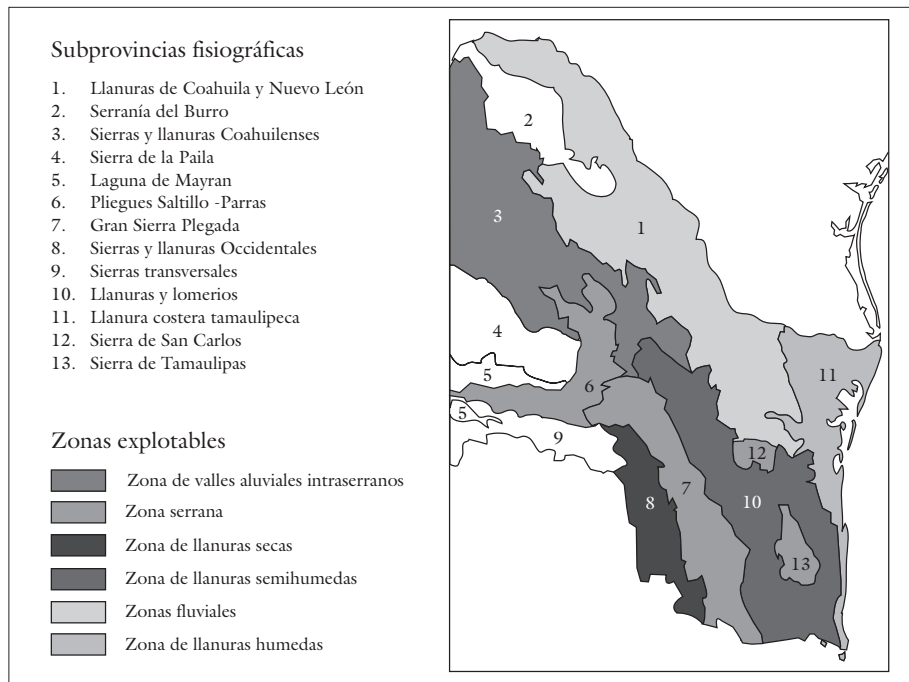 Subprovincias fisiográficas
1. Llanuras de Coahuila y Nuevo León
2. Serranía del Burro
3. Sierras y llanuras Coahuilenses
4. Sierra de la Paila
5. Laguna de Mayran
6. Pliegues Saltillo -Parras
7. Gran Sierra Plegada
8. Sierras y llanuras Occidentales
9. Sierras transversales
10. Llanuras y lomerios
11. Llanura costera tamaulipeca
12. Sierra de San Carlos
13. Sierra de Tamaulipas
Zonas explotables
Zona de valles aluviales intraserranos
Zona serrana
Zona de llanuras secas
Zona de llanuras semihumedas
Zonas fluviales
Zona de llanuras humedas
2
3
1
4
5
6
11
5
9
12
8
7
10
13